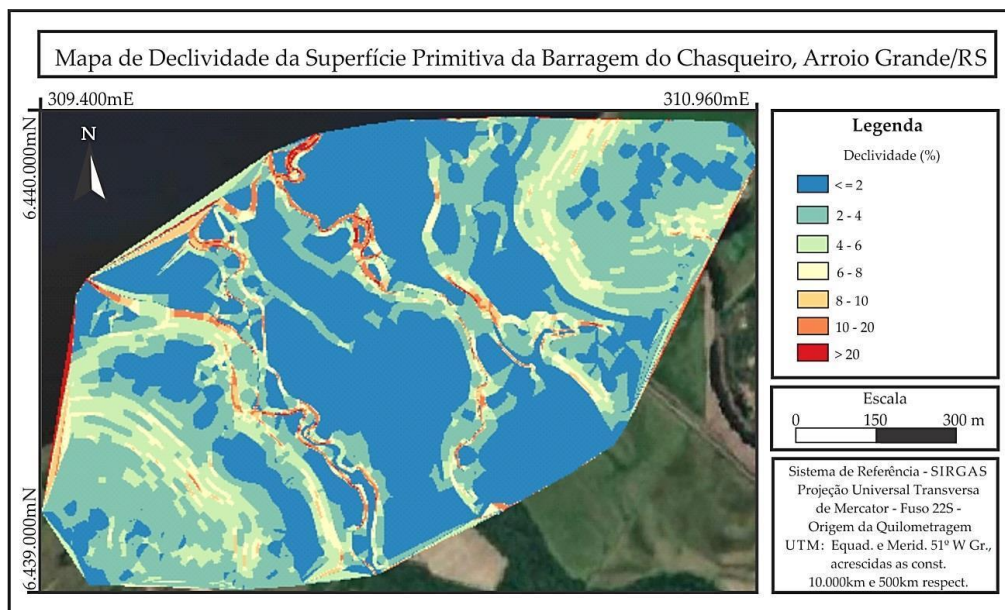 Mapa de Declividade da Superfície Primitiva da Barragem do Chasqueiro, Arroio Grande/RS
309.400mE
310.960mE
N
6.440.000mN
6.439.000mN
Legenda
Declividade (%)
< = 2
2 - 4
4 - 6
6 - 8
8 - 10
10 - 20
> 20
Escala
0 150 300 m
Sistema de Referência - SIRGAS
Projeção Universal Transversa
de Mercator - Fuso 22S -
Origem da Quilometragem
UTM: Equad. e Merid. 51º W Gr.,
acrescidas as const.
10.000km e 500km respect.